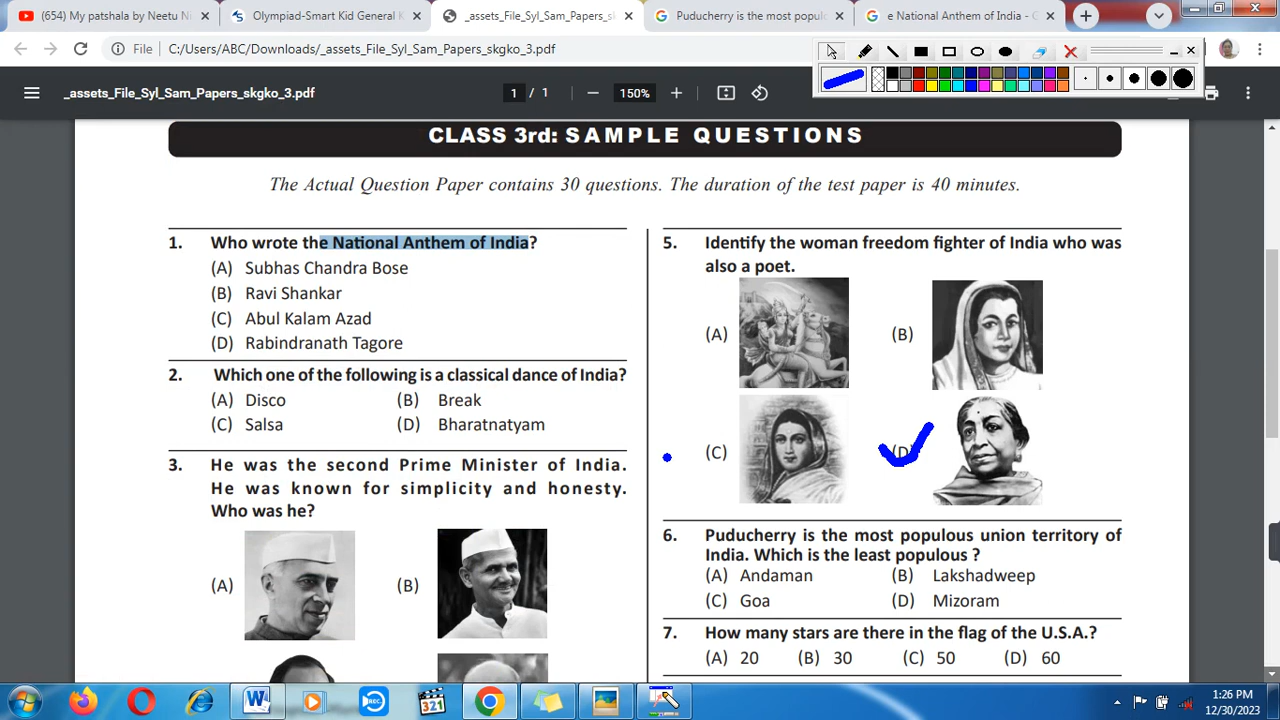 (654) My patshala by Neetu N
Olympiad-Smart Kid General K
_assets_File_Syl_Sam_Papers_s
Puducherry is the most popul
e National Anthem of India - G
File
C:/Users/ABC/Downloads/_assets_File_Syl_Sam_Papers_skgko_3.pdf
_assets_File_Syl_Sam_Papers_skgko_3.pdf
1 / 1
150%
CLASS 3rd: SAMPLE QUESTIONS
The Actual Question Paper contains 30 questions. The duration of the test paper is 40 minutes.
1. Who wrote the National Anthem of India?
(A) Subhas Chandra Bose
(B) Ravi Shankar
(C) Abul Kalam Azad
(D) Rabindranath Tagore
2. Which one of the following is a classical dance of India?
(A) Disco (B) Break
(C) Salsa (D) Bharatnatyam
3. He was the second Prime Minister of India.
He was known for simplicity and honesty.
Who was he?
(A) (B)
5. Identify the woman freedom fighter of India who was
also a poet.
(A) (B)
(C) (D)
6. Puducherry is the most populous union territory of
India. Which is the least populous ?
(A) Andaman (B) Lakshadweep
(C) Goa (D) Mizoram
7. How many stars are there in the flag of the U.S.A.?
(A) 20 (B) 30 (C) 50 (D) 60
W
REC
321
1:26 PM
12/30/2023